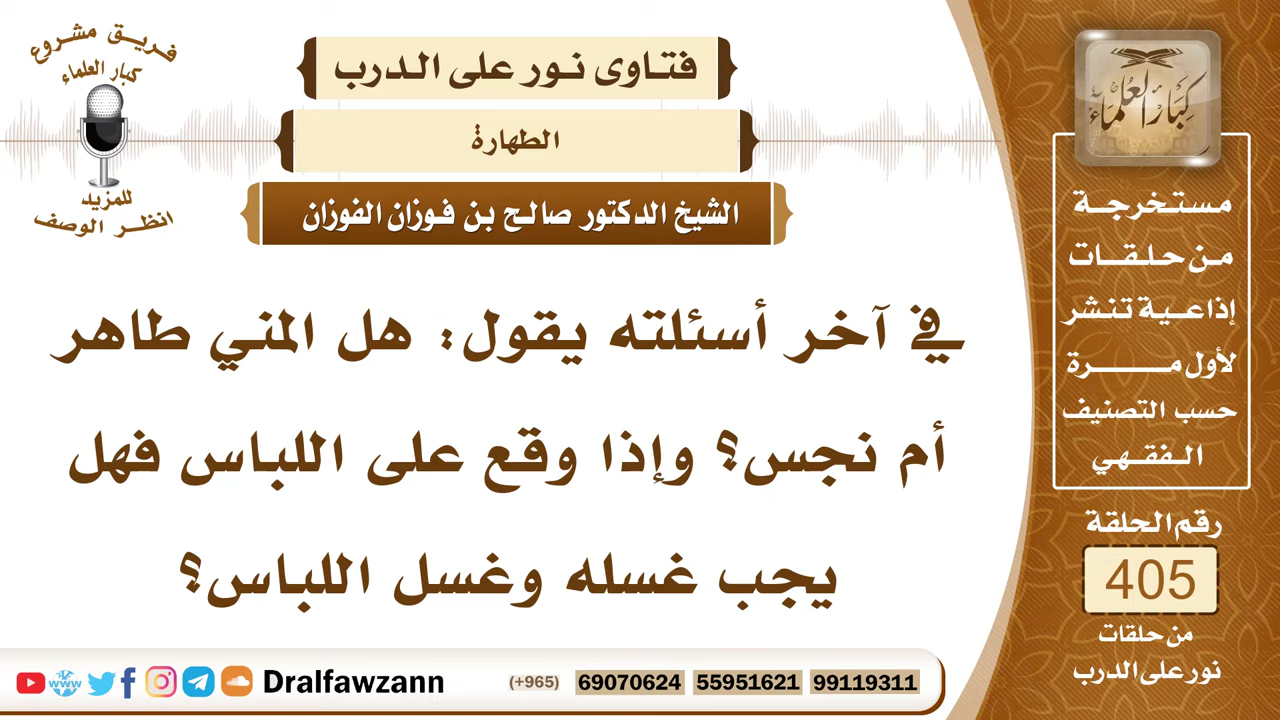 فريق مشروع
كبار العلماء
للمزيد
انظر الوصف
فتاوى نور على الدرب
الطهارة
الشيخ الدكتور صالح بن فوزان الفوزان
في آخر أسئلته يقول: هل المني طاهر
أم نجس؟ وإذا وقع على اللباس فهل
يجب غسله وغسل اللباس؟
كبار العلماء
مستخرجة
من حلقات
إذاعية تنشر
لأول مرة
حسب التصنيف
الفقهي
رقم الحلقة
405
من حلقات
نور على الدرب
www
Dralfawzann (+965) 69070624 55951621 99119311